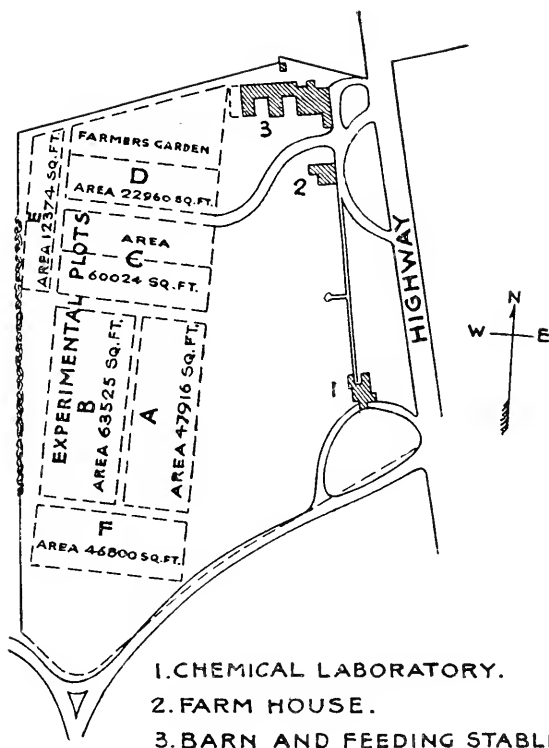 3
FARMERS GARDEN
D
AREA 22960 SQ.FT.
2
E
AREA 12374 SQ.FT.
AREA
C
60024 SQ.FT.
EXPERIMENTAL PLOTS
B
AREA 63525 SQ.FT.
A
AREA 47916 SQ.FT.
HIGHWAY
N
W
E
1
F
AREA 46800 SQ.FT.
1. CHEMICAL LABORATORY.
2. FARM HOUSE.
3. BARN AND FEEDING STABL